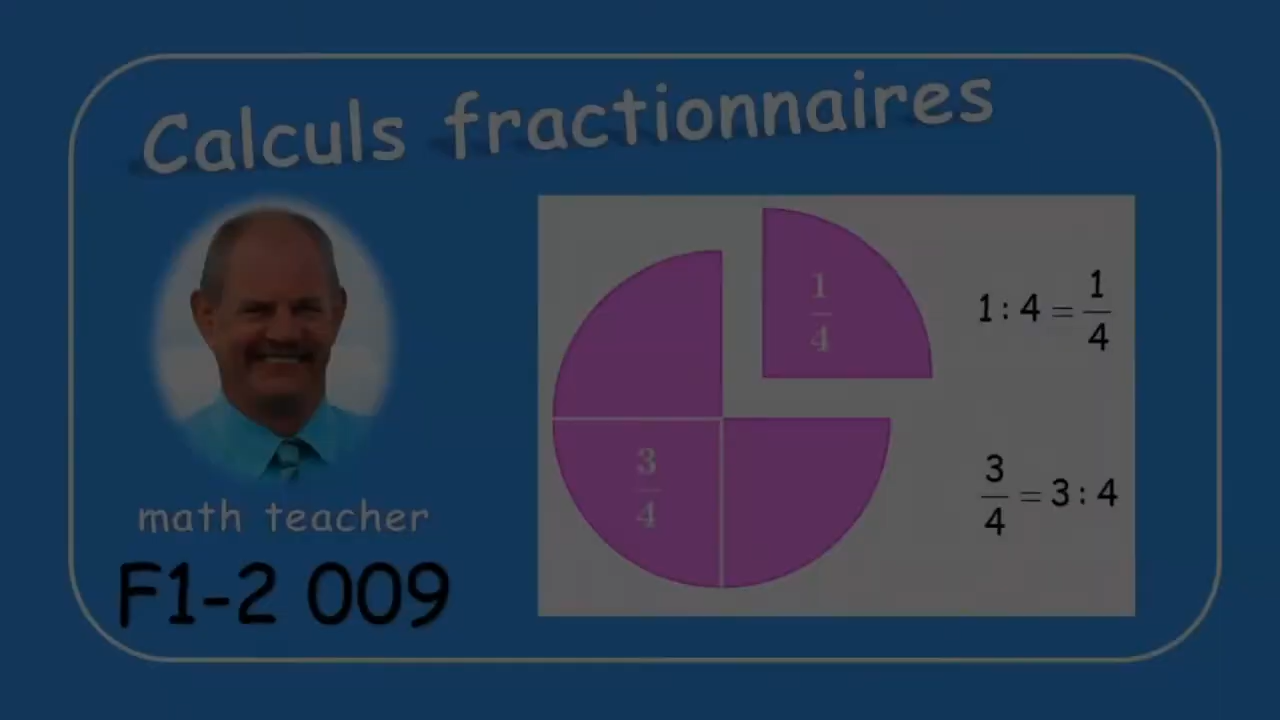 Calculs fractionnaires
1/4
1 : 4 = 1/4
3/4
3/4 = 3 : 4
math teacher
F1-2 009